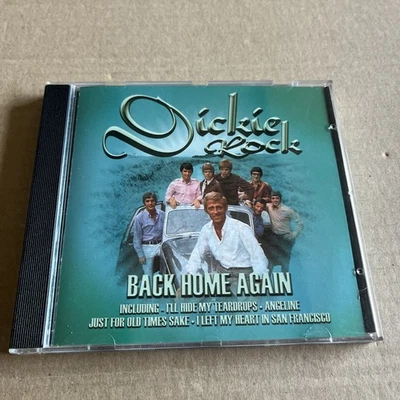 Dickie
Rock
BACK HOME AGAIN
INCLUDING - I'LL HIDE MY TEARDROPS - ANGELINE
JUST FOR OLD TIMES SAKE - I LEFT MY HEART IN SAN FRANCISCO